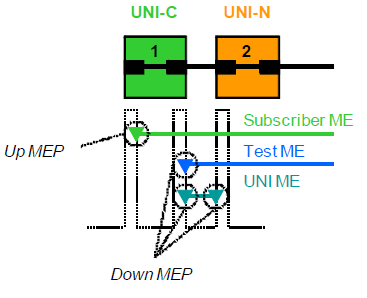 UNI-C UNI-N
1 2
Subscriber ME
Up MEP
Test ME
UNI ME
Down MEP